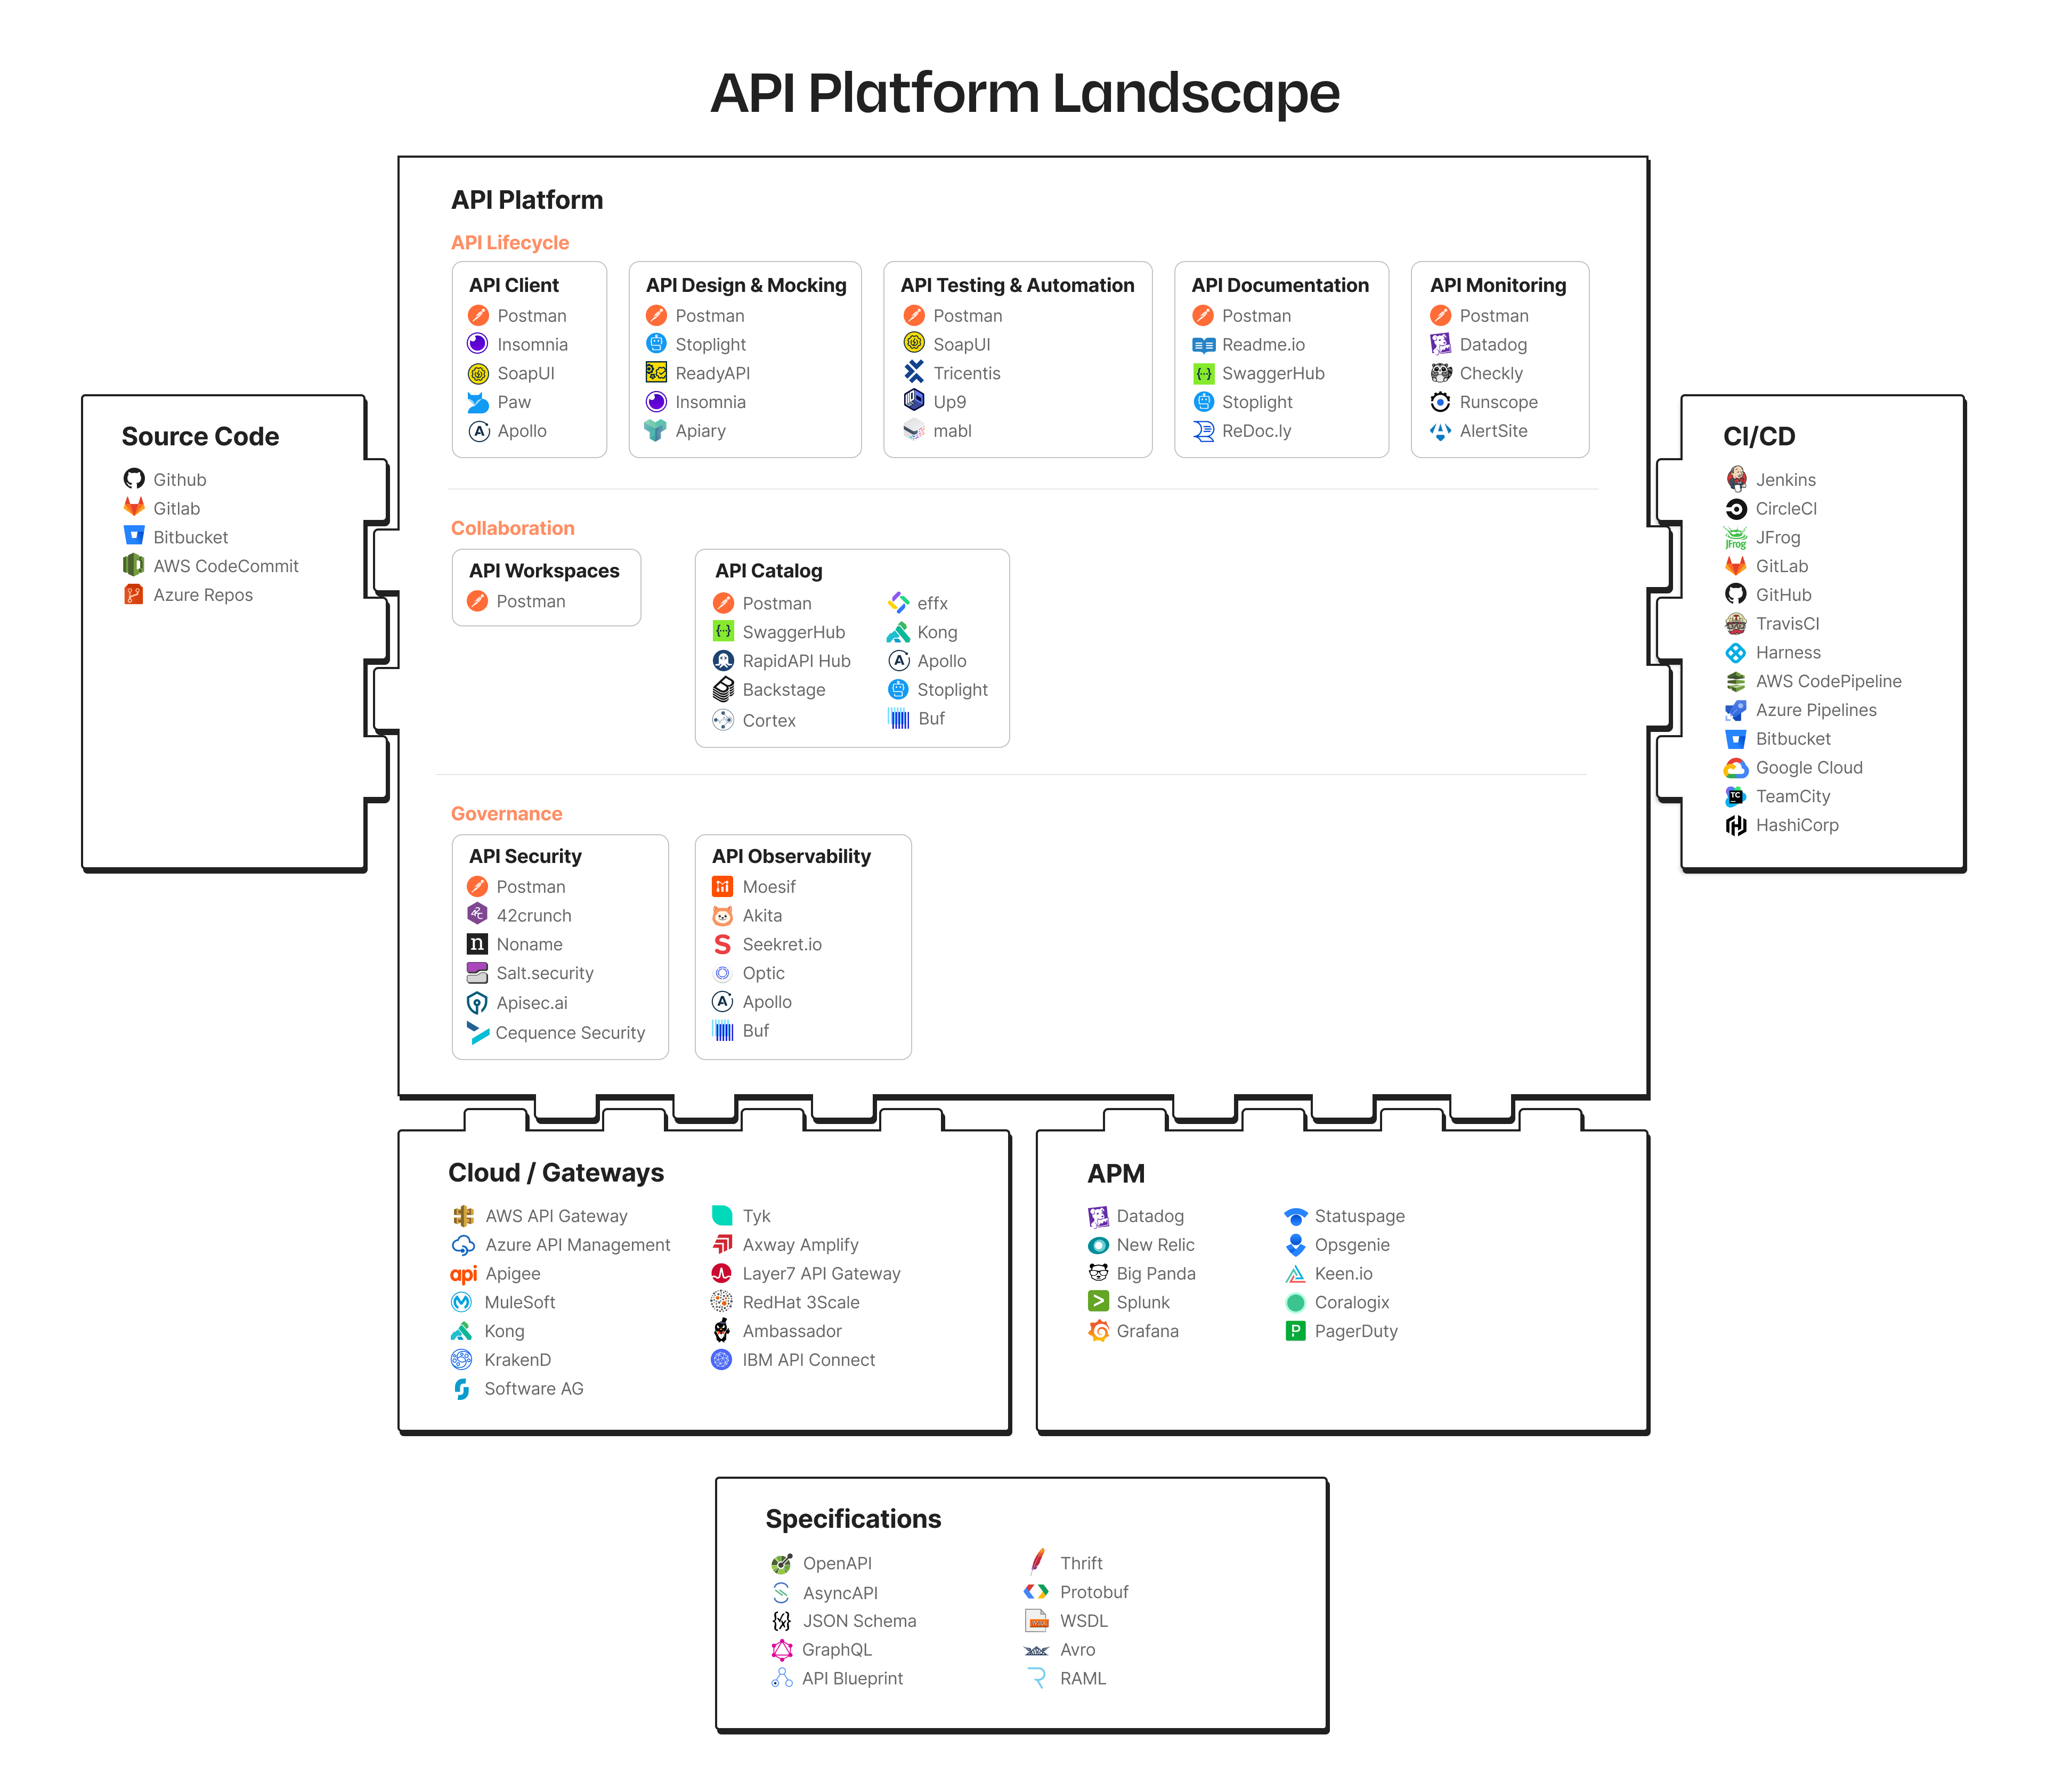 API Platform Landscape
API Platform
API Lifecycle
API Client
Postman
Insomnia
SoapUI
Paw
Apollo
API Design & Mocking
Postman
Stoplight
ReadyAPI
Insomnia
Apiary
API Testing & Automation
Postman
SoapUI
Tricentis
Up9
mabl
API Documentation
Postman
Readme.io
SwaggerHub
Stoplight
ReDoc.ly
API Monitoring
Postman
Datadog
Checkly
Runscope
AlertSite
Source Code
Github
Gitlab
Bitbucket
AWS CodeCommit
Azure Repos
Collaboration
API Workspaces
Postman
API Catalog
Postman
SwaggerHub
RapidAPI Hub
Backstage
Cortex
effx
Kong
Apollo
Stoplight
Buf
CI/CD
Jenkins
CircleCI
JFrog
JFrog
GitLab
GitHub
TravisCI
Harness
AWS CodePipeline
Azure Pipelines
Bitbucket
Google Cloud
TC
TeamCity
HashiCorp
Governance
API Security
Postman
42crunch
n
Noname
Salt.security
Apisec.ai
Cequence Security
API Observability
Moesif
Akita
S
Seekret.io
Optic
Apollo
Buf
Cloud / Gateways
AWS API Gateway
Azure API Management
api
Apigee
MuleSoft
Kong
KrakenD
Software AG
Tyk
Axway Amplify
Layer7 API Gateway
RedHat 3Scale
Ambassador
IBM API Connect
APM
Datadog
New Relic
Big Panda
Splunk
Grafana
Statuspage
Opsgenie
Keen.io
Coralogix
PagerDuty
Specifications
OpenAPI
AsyncAPI
JSON Schema
GraphQL
API Blueprint
Thrift
Protobuf
WSDL
Avro
RAML